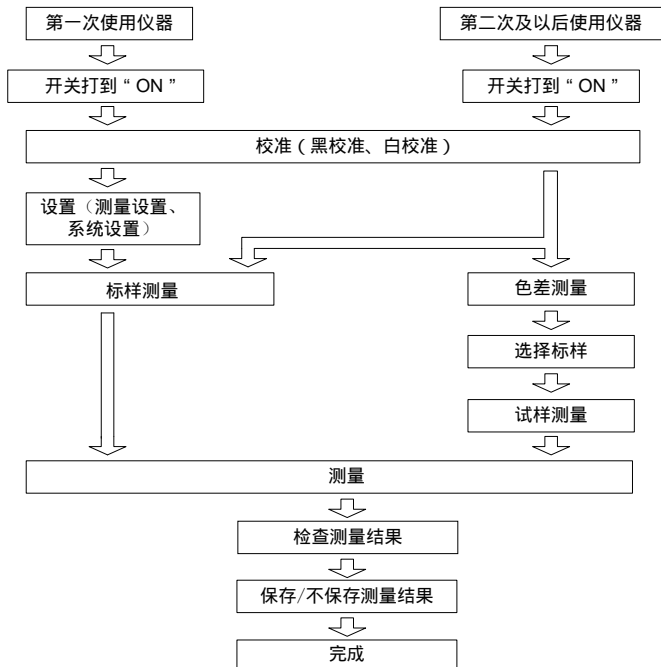 第一次使用仪器
第二次及以后使用仪器
开关打到“ON”
开关打到“ON”
校准（黑校准、白校准）
设置（测量设置、
系统设置）
标样测量
色差测量
选择标样
试样测量
测量
检查测量结果
保存/不保存测量结果
完成